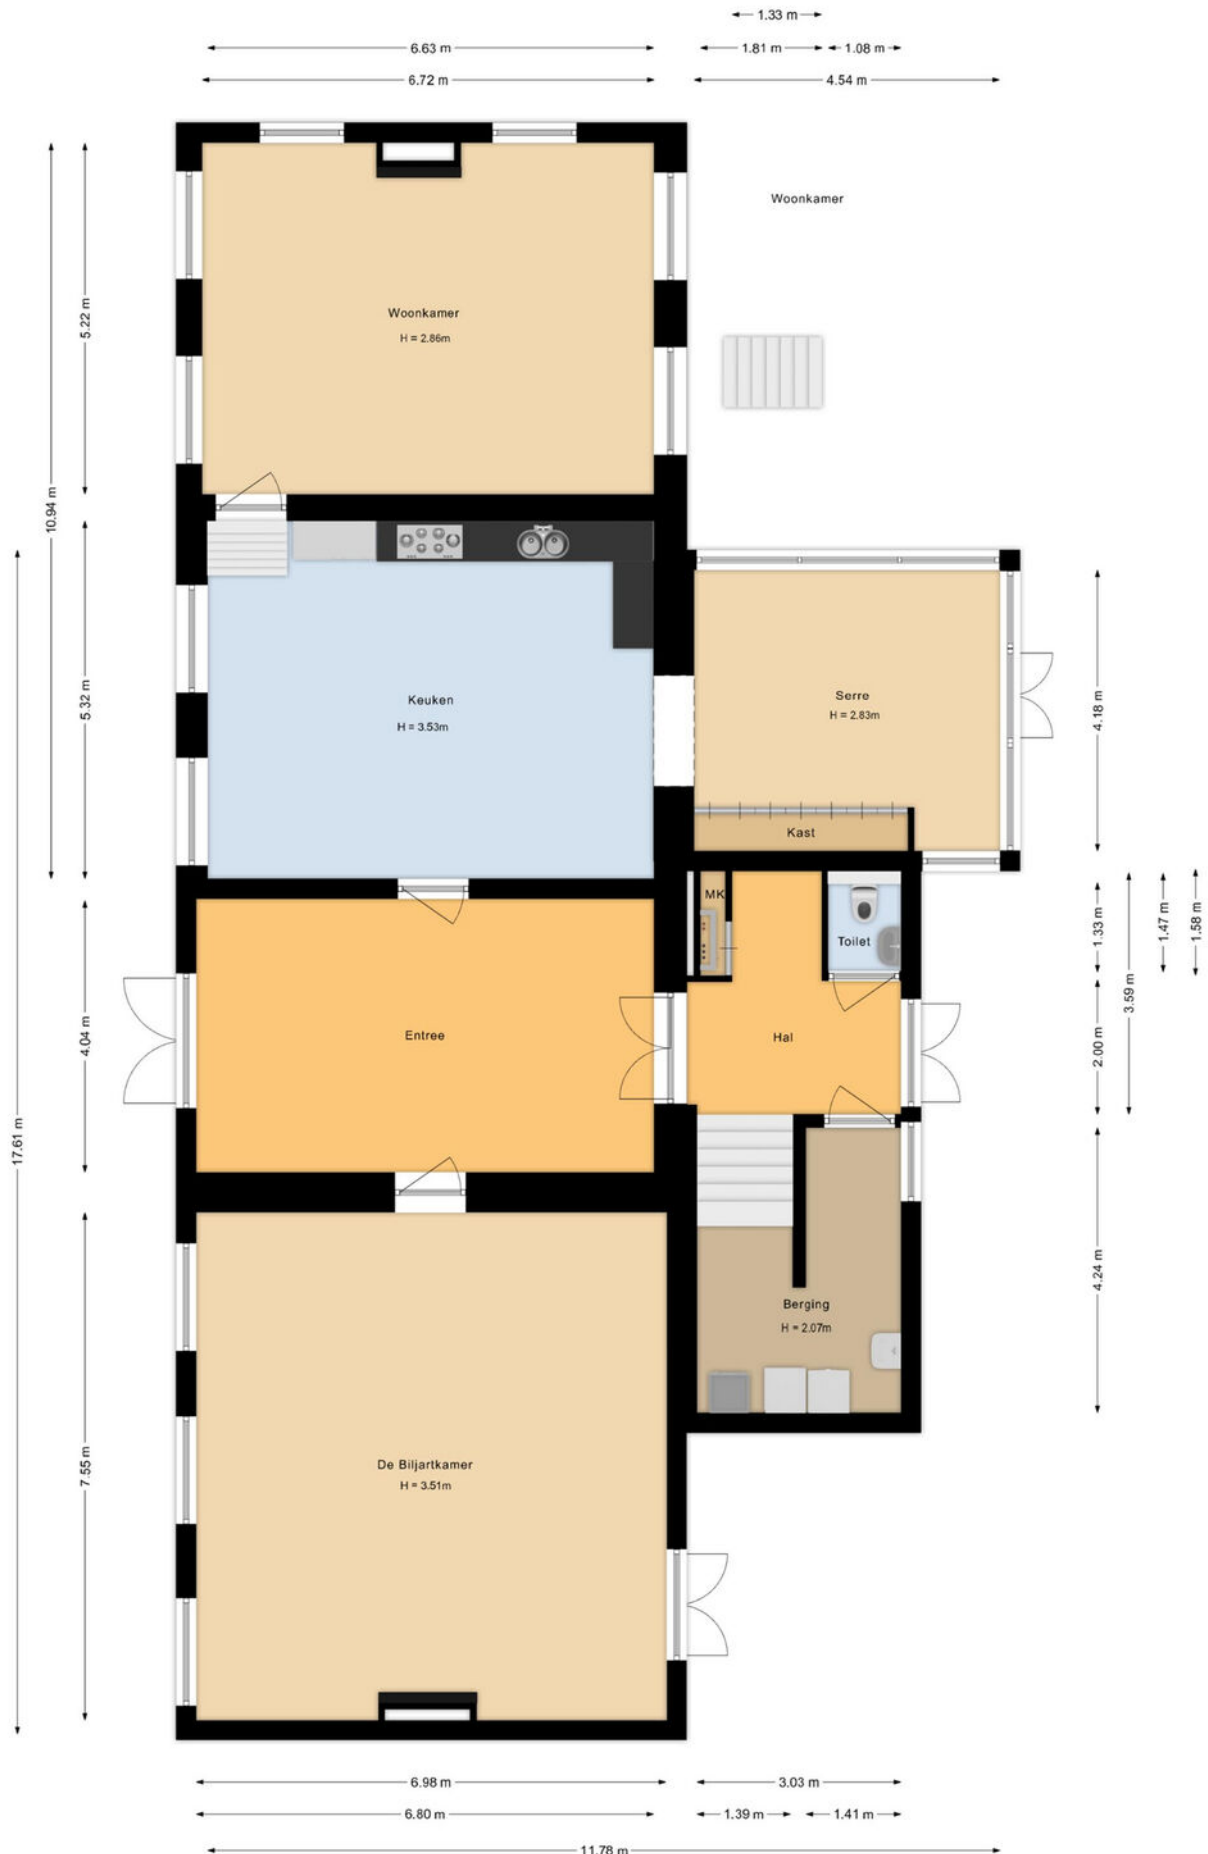 1.33 m
6.63 m
1.81 m
1.08 m
6.72 m
4.54 m
Woonkamer
Woonkamer
H = 2.86m
5.22 m
10.94 m
Keuken
H = 3.53m
5.32 m
Serre
H = 2.83m
4.18 m
Kast
MK
Toilet
1.33 m
1.47 m
1.58 m
3.59 m
Entree
Hal
4.04 m
2.00 m
17.61 m
Berging
H = 2.07m
4.24 m
De Biljartkamer
H = 3.51m
7.55 m
6.98 m
3.03 m
6.80 m
1.39 m
1.41 m
11.78 m